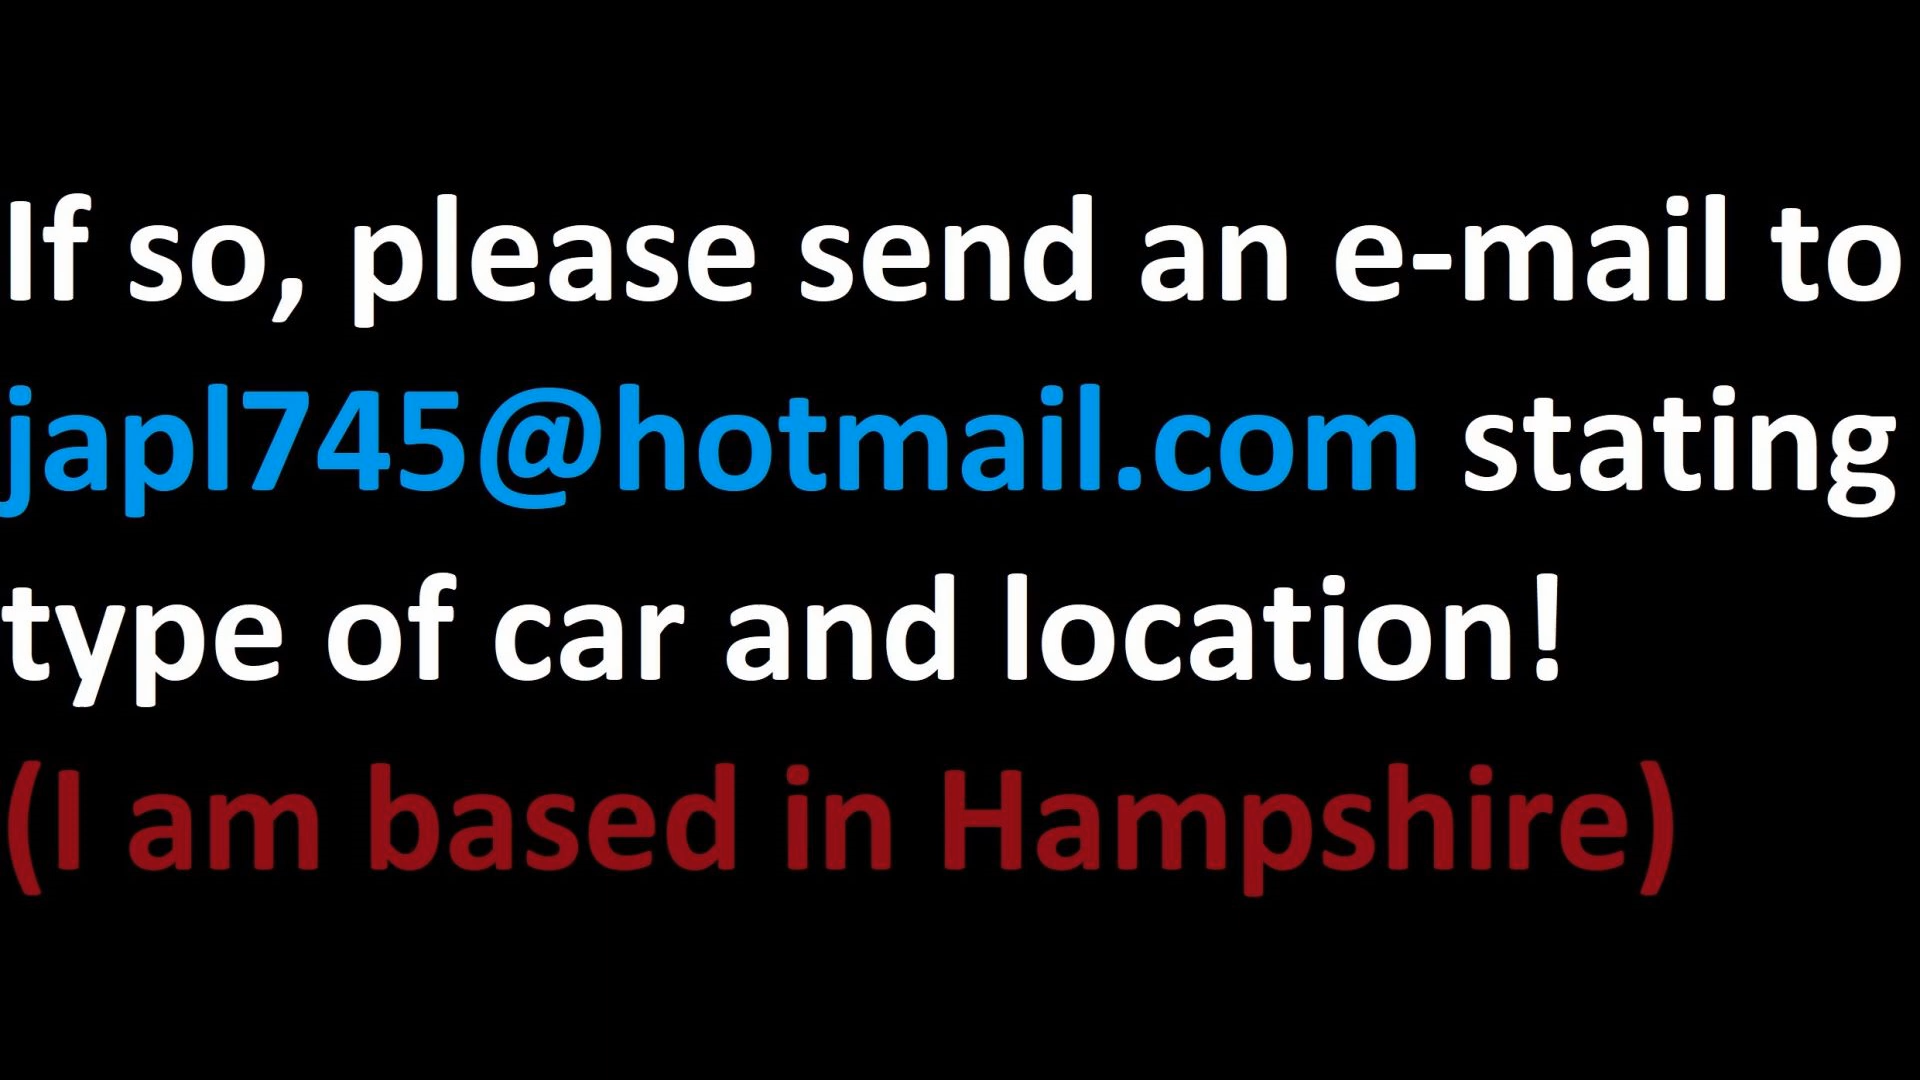 If so, please send an e-mail to
japl745@hotmail.com stating
type of car and location!
(I am based in Hampshire)